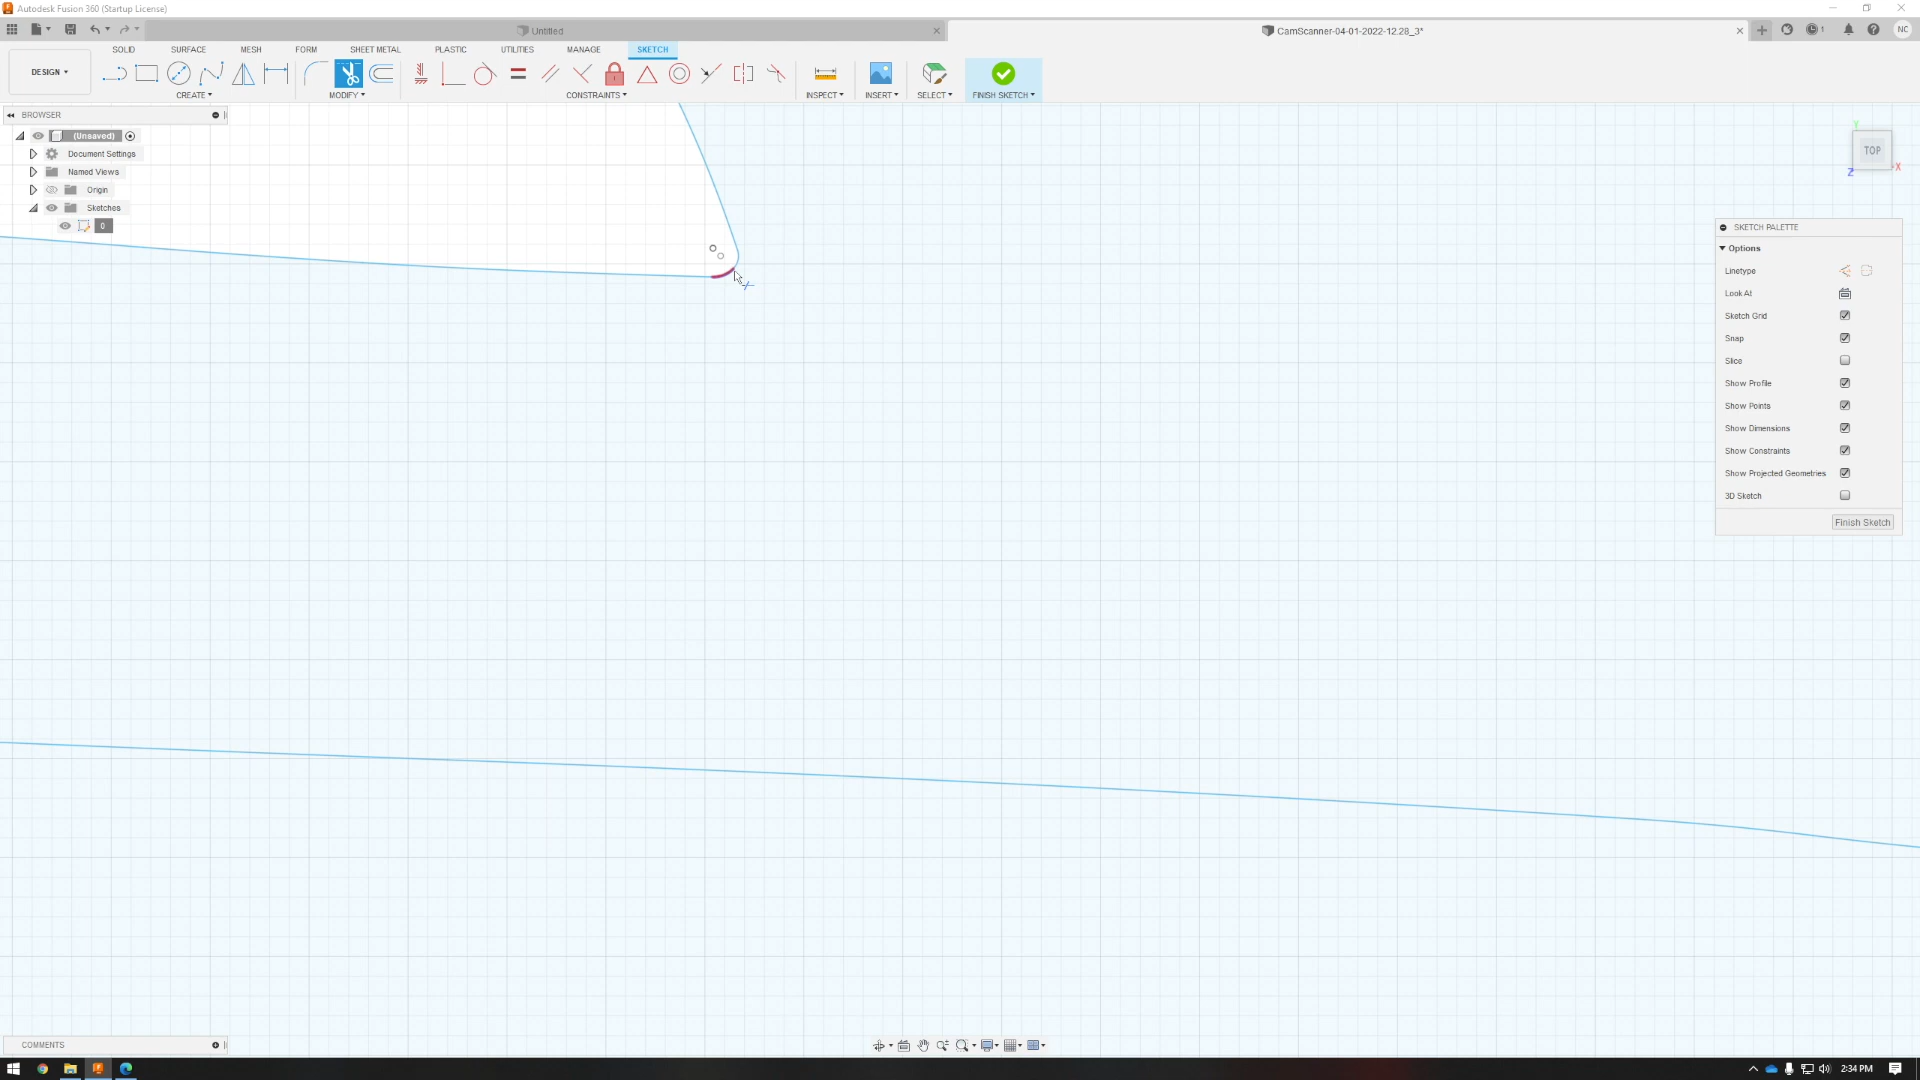 Autodesk Fusion 360 (Startup License)
Untitled
CamScanner-04-01-2022-12.28_3*
1
NC
SOLID
SURFACE
MESH
FORM
SHEET METAL
PLASTIC
UTILITIES
MANAGE
SKETCH
DESIGN
CREATE
MODIFY
CONSTRAINTS
INSPECT
INSERT
SELECT
FINISH SKETCH
BROWSER
(Unsaved)
Document Settings
Named Views
Origin
Sketches
0
Y
TOP
X
Z
SKETCH PALETTE
Options
Linetype
Look At
Sketch Grid
Snap
Slice
Show Profile
Show Points
Show Dimensions
Show Constraints
Show Projected Geometries
3D Sketch
Finish Sketch
COMMENTS
2:34 PM